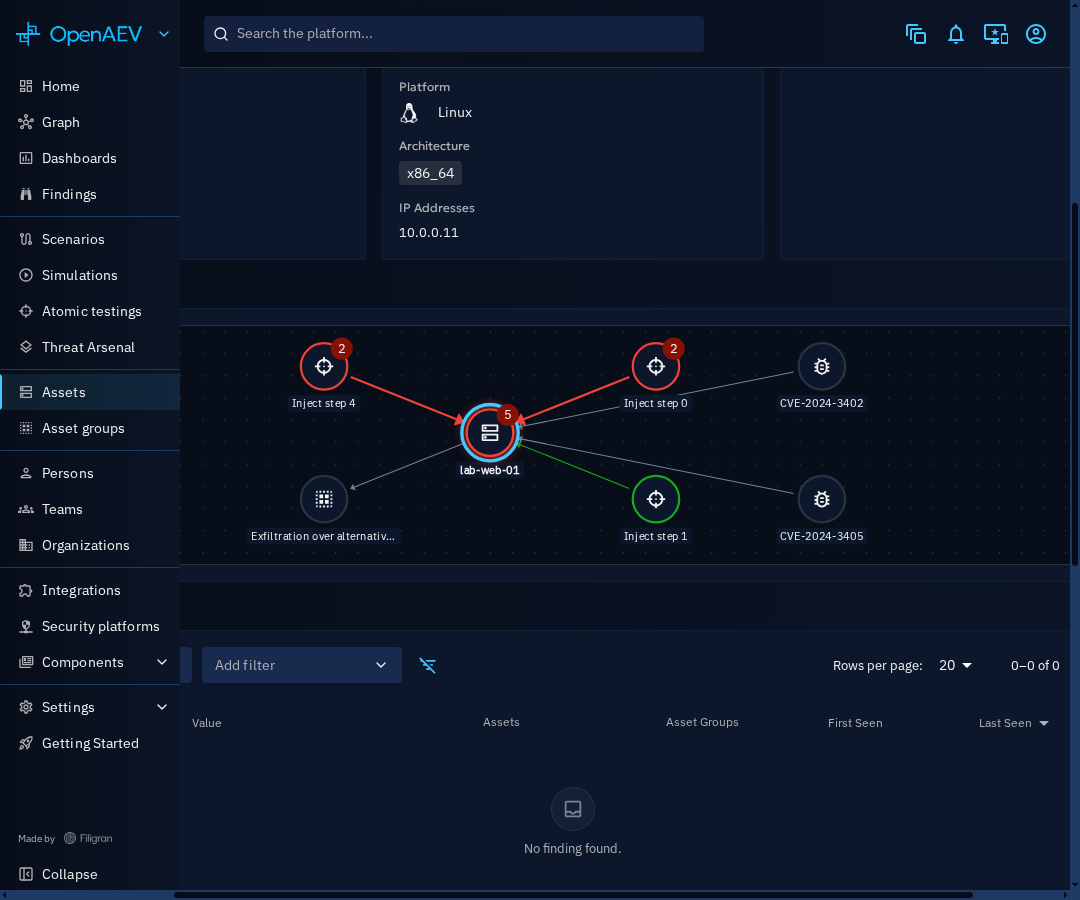 OpenAEV
Search the platform...
Home
Graph
Dashboards
Findings
Scenarios
Simulations
Atomic testings
Threat Arsenal
Assets
Asset groups
Persons
Teams
Organizations
Integrations
Security platforms
Components
Settings
Getting Started
Made by Filigran
Collapse
Platform
Linux
Architecture
x86_64
IP Addresses
10.0.0.11
2
2
Inject step 4
Inject step 0
CVE-2024-3402
5
lab-web-01
Exfiltration over alternativ...
Inject step 1
CVE-2024-3405
Add filter
Rows per page: 20
0–0 of 0
Value
Assets
Asset Groups
First Seen
Last Seen
No finding found.